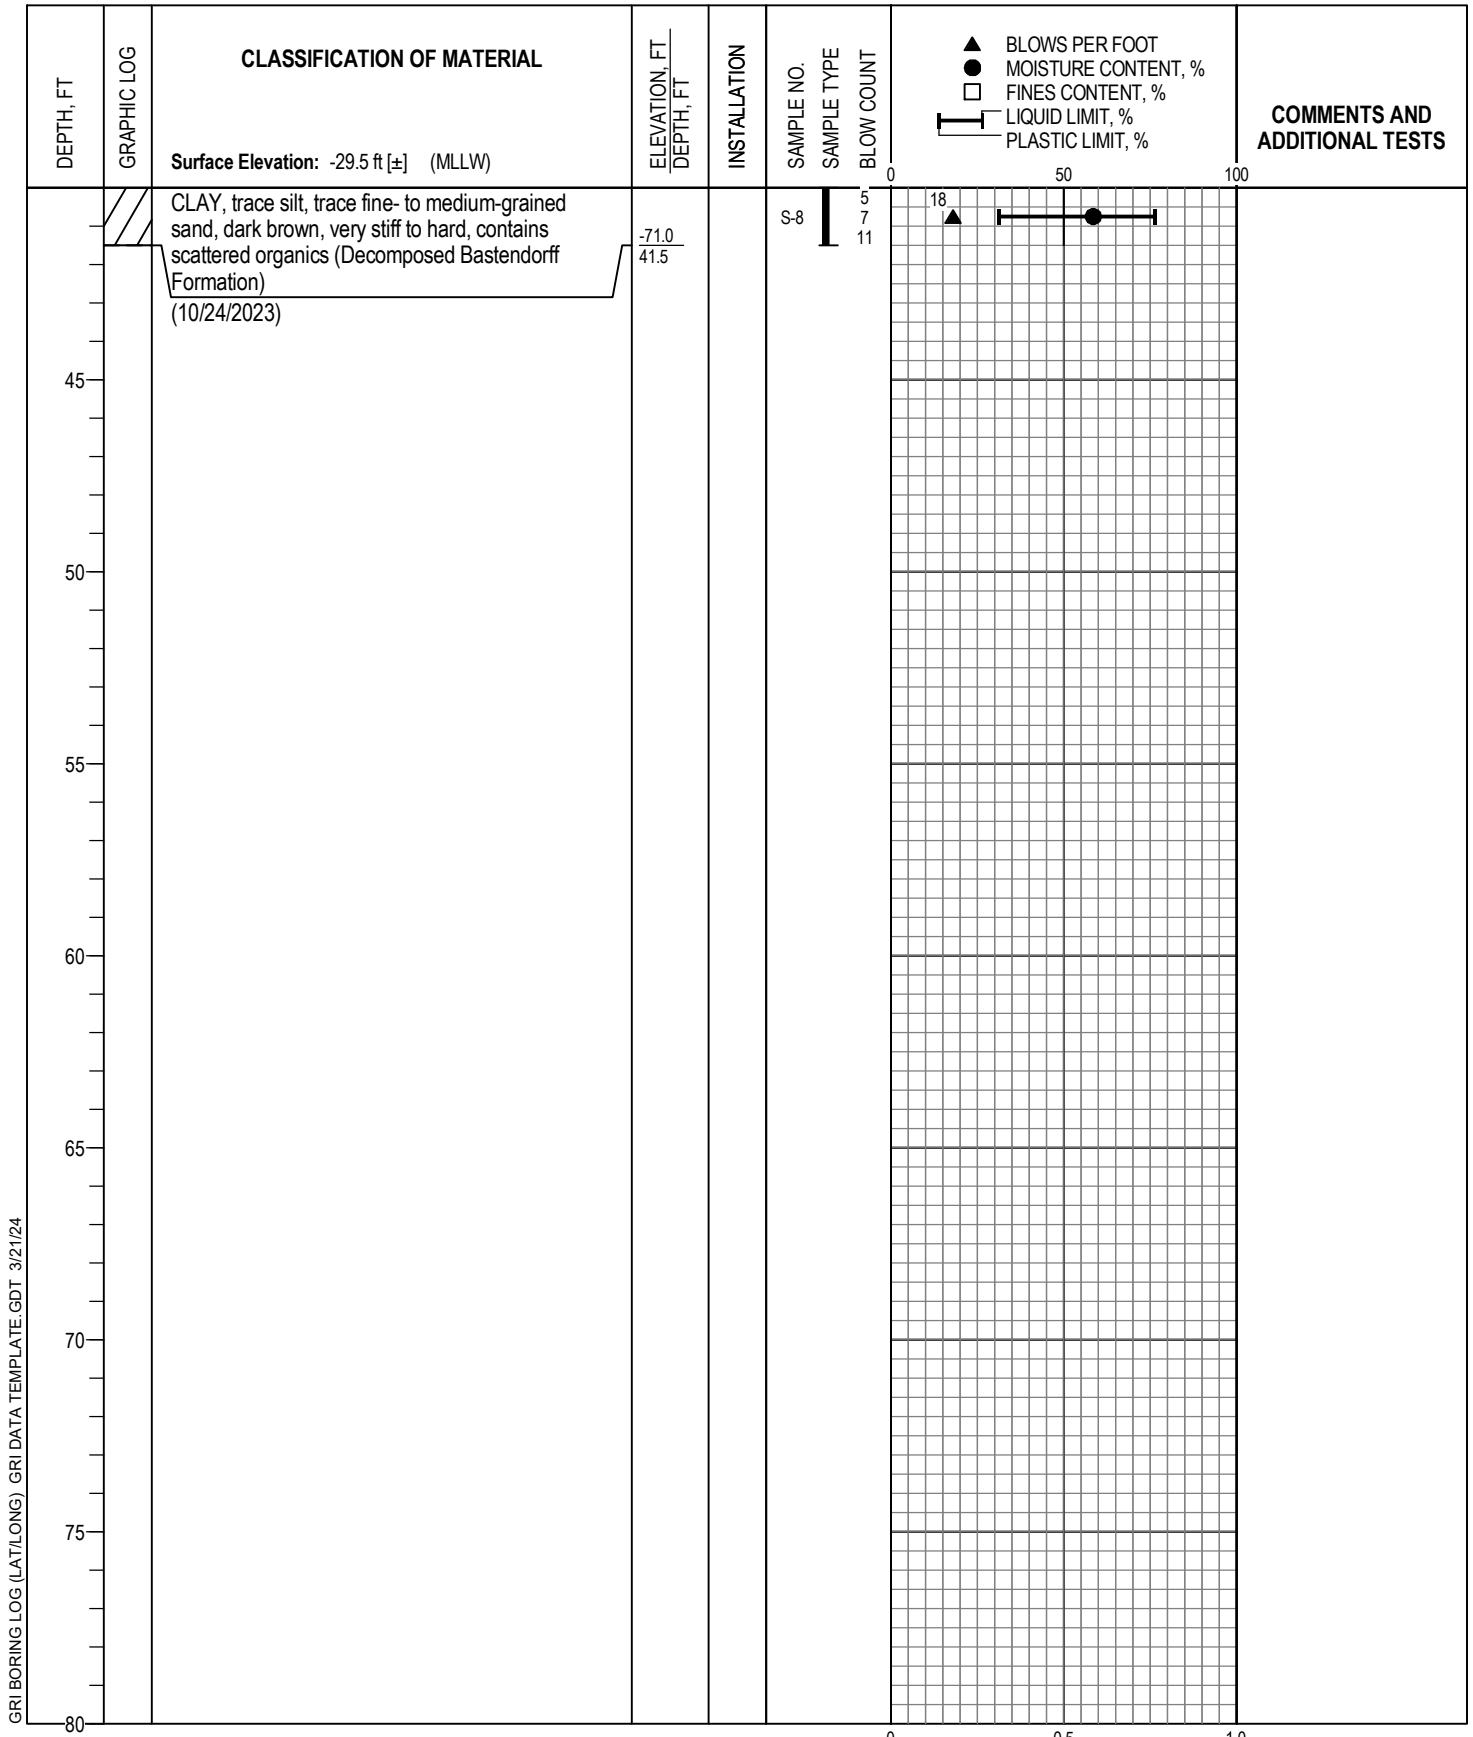 DEPTH, FT
GRAPHIC LOG
CLASSIFICATION OF MATERIAL
Surface Elevation: -29.5 ft [±] (MLLW)
ELEVATION, FT
DEPTH, FT
INSTALLATION
SAMPLE NO.
SAMPLE TYPE
BLOW COUNT
BLOWS PER FOOT
MOISTURE CONTENT, %
FINES CONTENT, %
LIQUID LIMIT, %
PLASTIC LIMIT, %
0 50 100
COMMENTS AND
ADDITIONAL TESTS
CLAY, trace silt, trace fine- to medium-grained
sand, dark brown, very stiff to hard, contains
scattered organics (Decomposed Bastendorff
Formation)
(10/24/2023)
-71.0
41.5
S-8
5
7
11
18
45
50
55
60
65
70
75
80
0 0.5 1.0
GRI BORING LOG (LAT/LONG) GRI DATA TEMPLATE.GDT 3/21/24